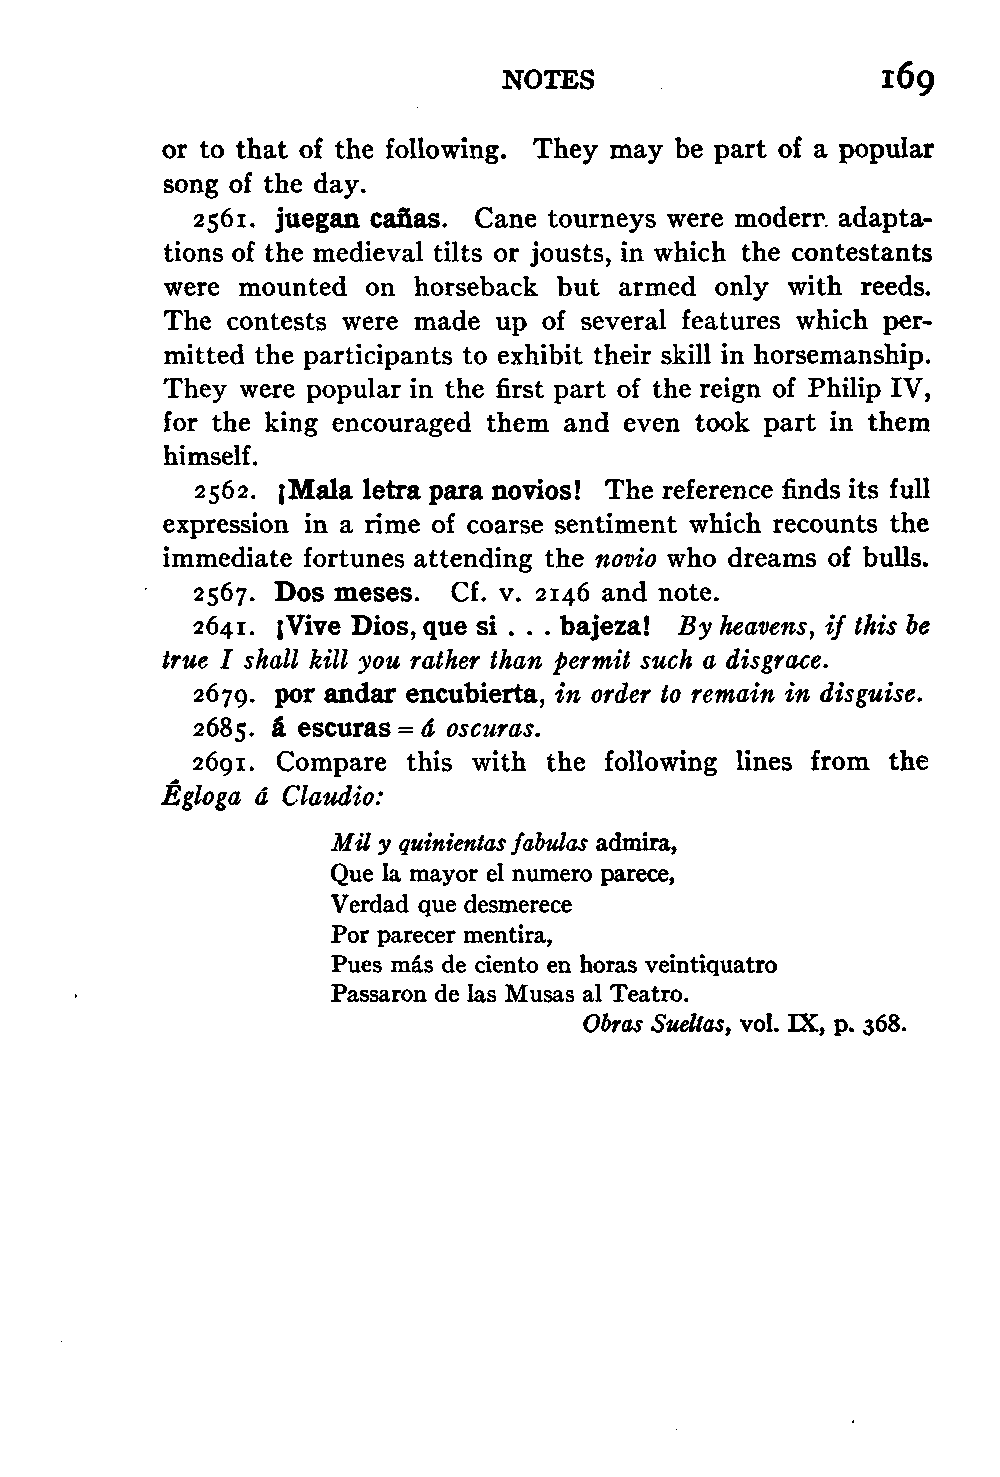 NOTES 169
or to that of the following. They may be part of a popular
song of the day.
2561. juegan cañas. Cane tourneys were modern adapta-
tions of the medieval tilts or jousts, in which the contestants
were mounted on horseback but armed only with reeds.
The contests were made up of several features which per-
mitted the participants to exhibit their skill in horsemanship.
They were popular in the first part of the reign of Philip IV,
for the king encouraged them and even took part in them
himself.
2562. ¡Mala letra para novios! The reference finds its full
expression in a rime of coarse sentiment which recounts the
immediate fortunes attending the novio who dreams of bulls.
2567. Dos meses. Cf. v. 2146 and note.
2641. ¡Vive Dios, que si . . . bajeza! By heavens, if this be
true I shall kill you rather than permit such a disgrace.
2679. por andar encubierta, in order to remain in disguise.
2685. á escuras = á oscuras.
2691. Compare this with the following lines from the
Égloga á Claudio:
Mil y quinientas fabulas admira,
Que la mayor el numero parece,
Verdad que desmerece
Por parecer mentira,
Pues más de ciento en horas veintiquatro
Passaron de las Musas al Teatro.
Obras Sueltas, vol. IX, p. 368.